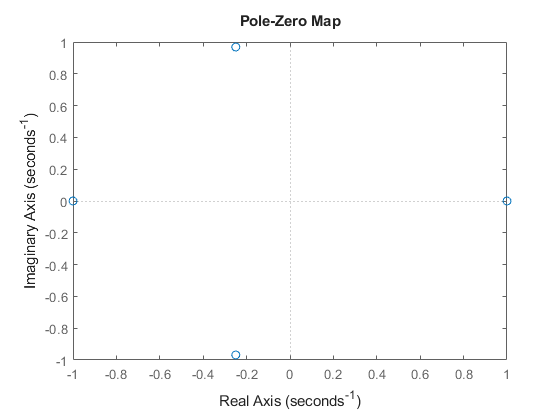 Pole-Zero Map
Imaginary Axis (seconds⁻¹)
1
0.8
0.6
0.4
0.2
0
-0.2
-0.4
-0.6
-0.8
-1
-1 -0.8 -0.6 -0.4 -0.2 0 0.2 0.4 0.6 0.8 1
Real Axis (seconds⁻¹)